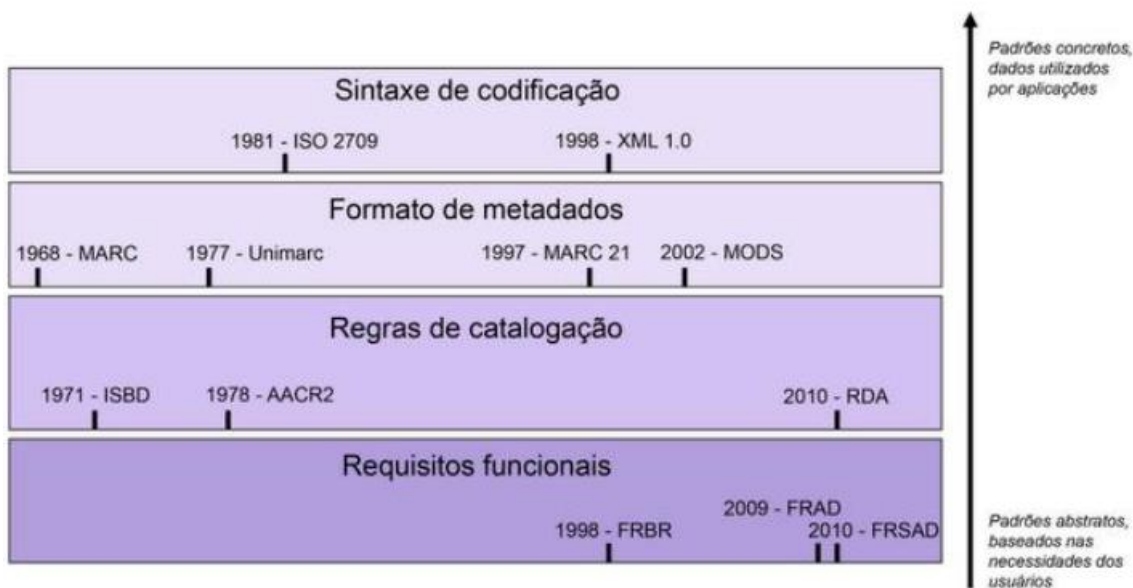 Padrões concretos,
dados utilizados
por aplicações
Sintaxe de codificação
1981 - ISO 2709
1998 - XML 1.0
Formato de metadados
1968 - MARC
1977 - Unimarc
1997 - MARC 21
2002 - MODS
Regras de catalogação
1971 - ISBD
1978 - AACR2
2010 - RDA
Requisitos funcionais
2009 - FRAD
1998 - FRBR
2010 - FRSAD
Padrões abstratos,
baseados nas
necessidades dos
usuários